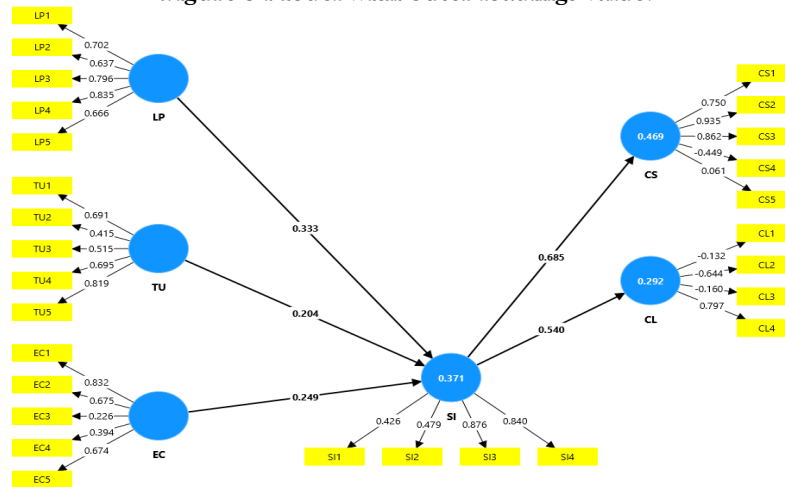 LP1
LP2
LP3
LP4
LP5
0.702
0.637
0.796
0.835
0.666
LP
TU1
TU2
TU3
TU4
TU5
0.691
0.415
0.515
0.695
0.819
TU
EC1
EC2
EC3
EC4
EC5
0.832
0.675
0.226
0.394
0.674
EC
0.333
0.204
0.249
0.371
SI
0.426
0.479
0.876
0.840
SI1
SI2
SI3
SI4
0.685
0.540
0.469
CS
0.750
0.935
0.862
-0.449
0.061
CS1
CS2
CS3
CS4
CS5
0.292
CL
-0.132
-0.644
-0.160
0.797
CL1
CL2
CL3
CL4